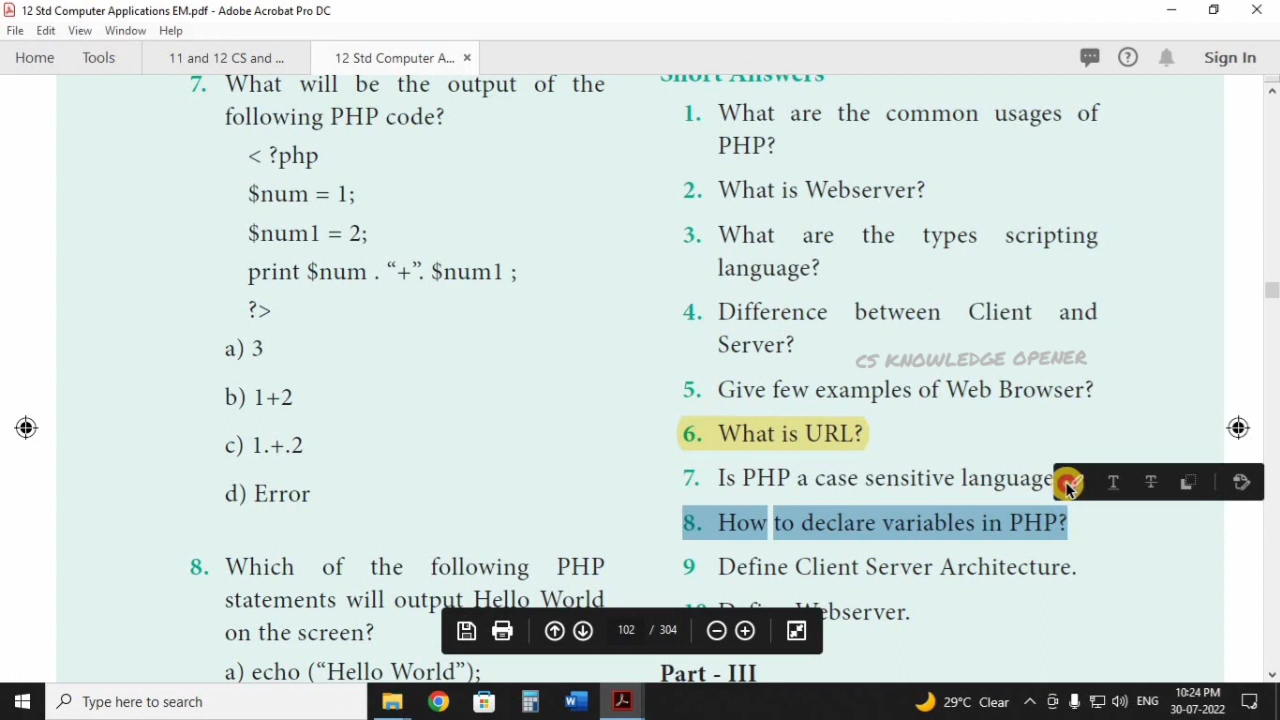 12 Std Computer Applications EM.pdf - Adobe Acrobat Pro DC
File Edit View Window Help
Home Tools 11 and 12 CS and ... 12 Std Computer A... × Sign In
7. What will be the output of the
following PHP code?
< ?php
$num = 1;
$num1 = 2;
print $num . “+”. $num1 ;
?>
a) 3
b) 1+2
c) 1.+.2
d) Error
8. Which of the following PHP
statements will output Hello World
on the screen?
a) echo (“Hello World”);
Short Answers
1. What are the common usages of
PHP?
2. What is Webserver?
3. What are the types scripting
language?
4. Difference between Client and
Server?
CS KNOWLEDGE OPENER
5. Give few examples of Web Browser?
6. What is URL?
7. Is PHP a case sensitive language
8. How to declare variables in PHP?
9 Define Client Server Architecture.
10 Define Webserver.
Part - III
102 / 304
Type here to search
29°C Clear ENG
10:24 PM
30-07-2022